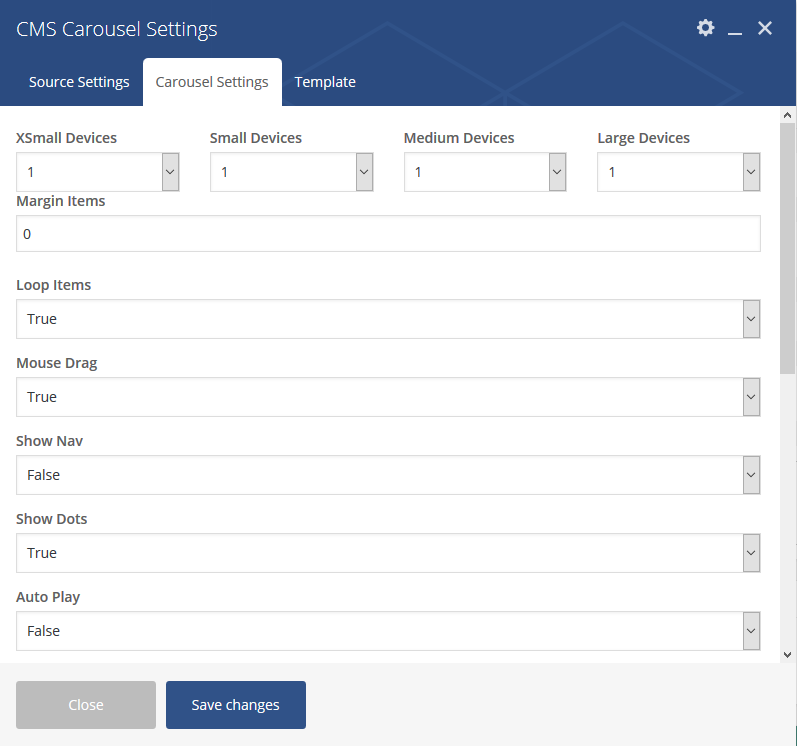 CMS Carousel Settings
Source Settings Carousel Settings Template
XSmall Devices Small Devices Medium Devices Large Devices
1 1 1 1
Margin Items
0
Loop Items
True
Mouse Drag
True
Show Nav
False
Show Dots
True
Auto Play
False
Close Save changes